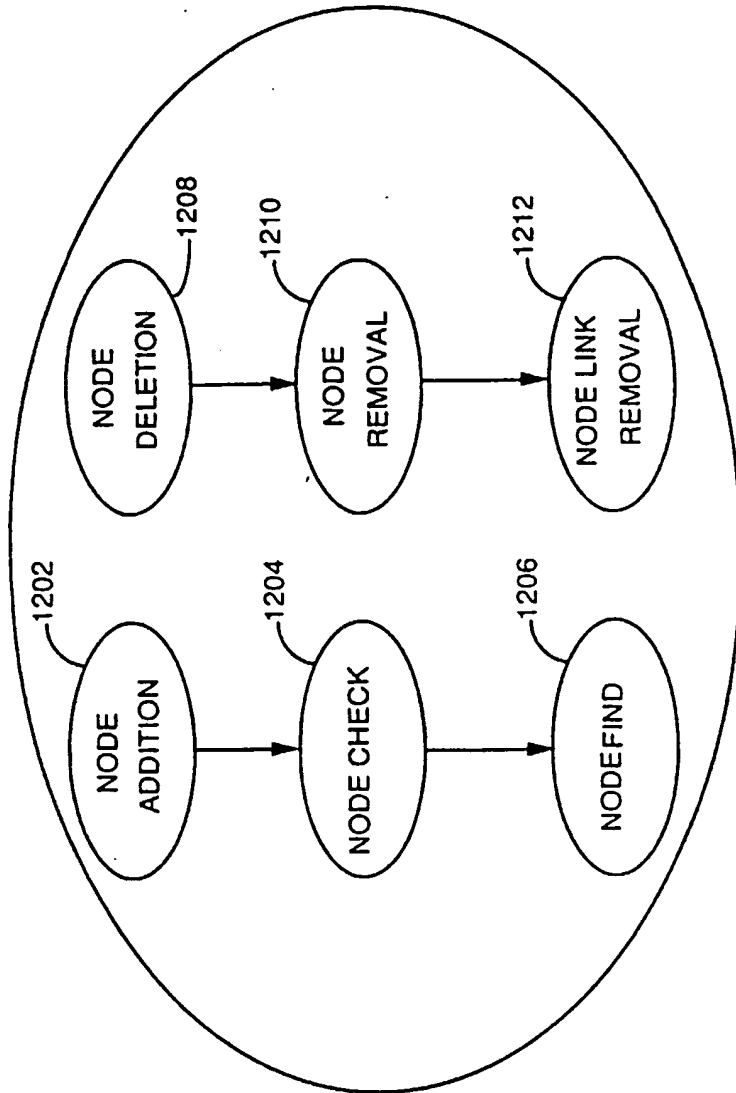 1202
NODE
ADDITION
1204
NODE CHECK
1206
NODEFIND
1208
NODE
DELETION
1210
NODE
REMOVAL
1212
NODE LINK
REMOVAL